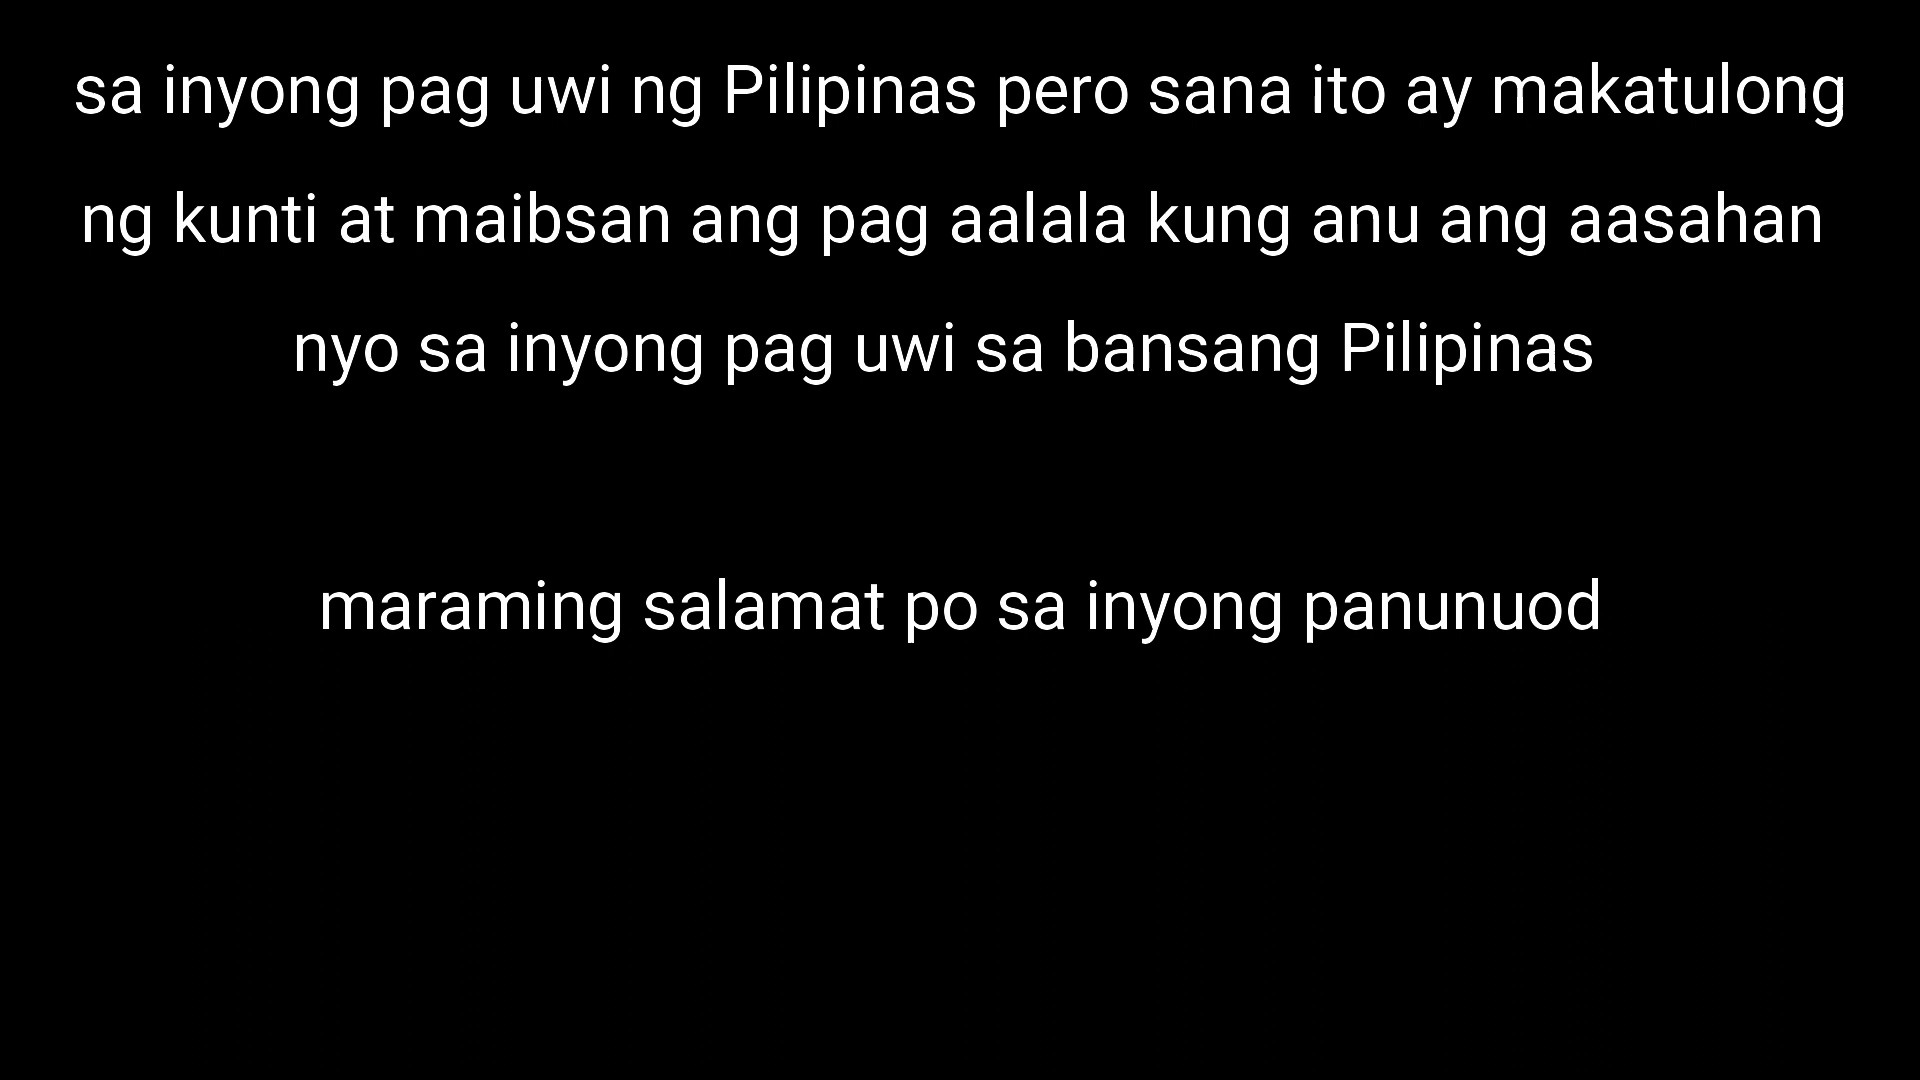 sa inyong pag uwi ng Pilipinas pero sana ito ay makatulong
ng kunti at maibsan ang pag aalala kung anu ang aasahan
nyo sa inyong pag uwi sa bansang Pilipinas
maraming salamat po sa inyong panunuod